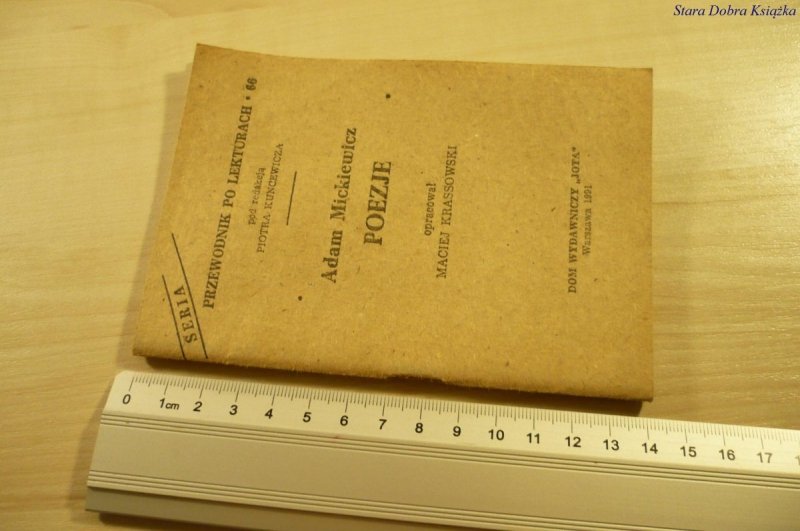 Stara Dobra Książka
SERIA
PRZEWODNIK PO LEKTURACH • 66
pod redakcją
PIOTRA KUNCEWICZA
Adam Mickiewicz
POEZJE
opracował
MACIEJ KRASSOWSKI
DOM WYDAWNICZY „JOTA"
Warszawa 1991
0 1cm 2 3 4 5 6 7 8 9 10 11 12 13 14 15 16 17 18